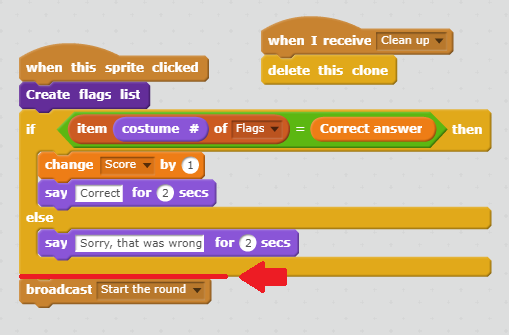 when I receive Clean up
delete this clone
when this sprite clicked
Create flags list
if item costume # of Flags = Correct answer then
change Score by 1
say Correct for 2 secs
else
say Sorry, that was wrong for 2 secs
broadcast Start the round